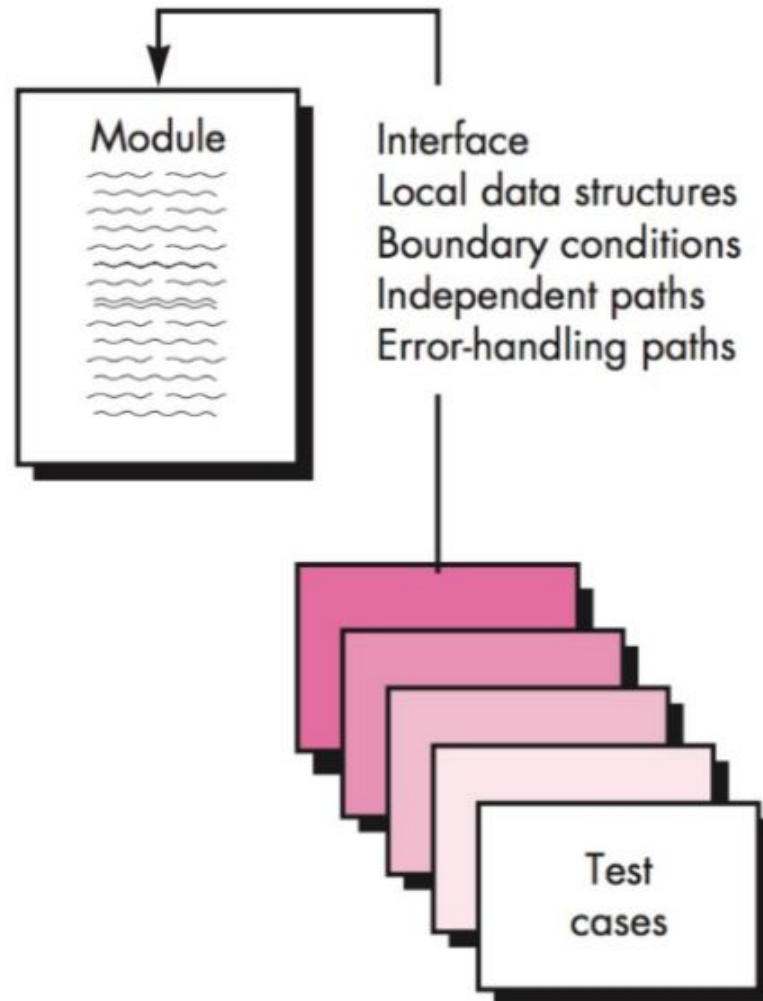 Module
Interface
Local data structures
Boundary conditions
Independent paths
Error-handling paths
Test
cases